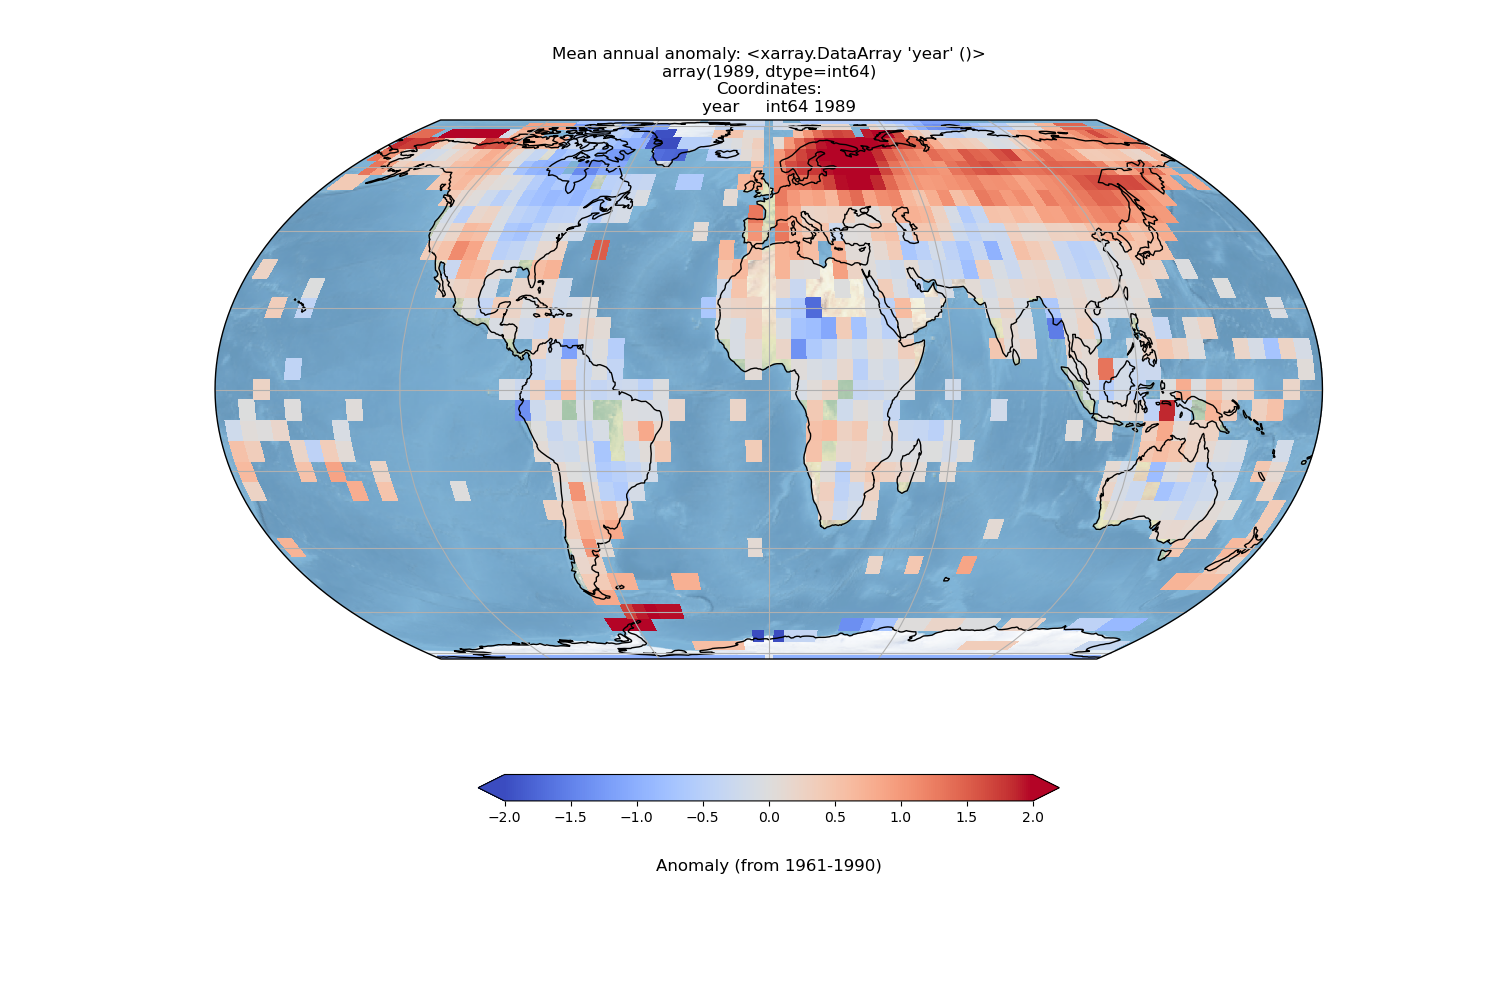 Mean annual anomaly: <xarray.DataArray 'year' ()>
array(1989, dtype=int64)
Coordinates:
year     int64 1989
−2.0 −1.5 −1.0 −0.5 0.0 0.5 1.0 1.5 2.0
Anomaly (from 1961-1990)